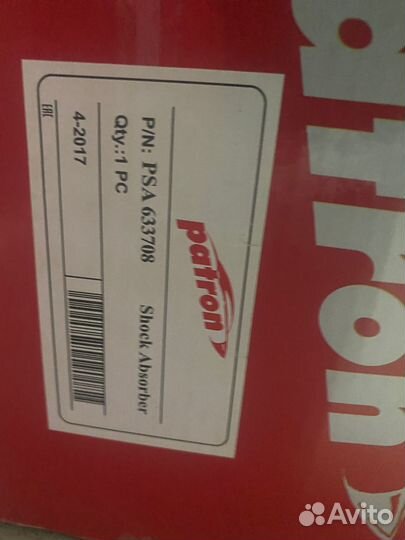 patron
patron
P/N: PSA 633708 Shock Absorber
Qty.:1 PC
4-2017
EAC
Avito